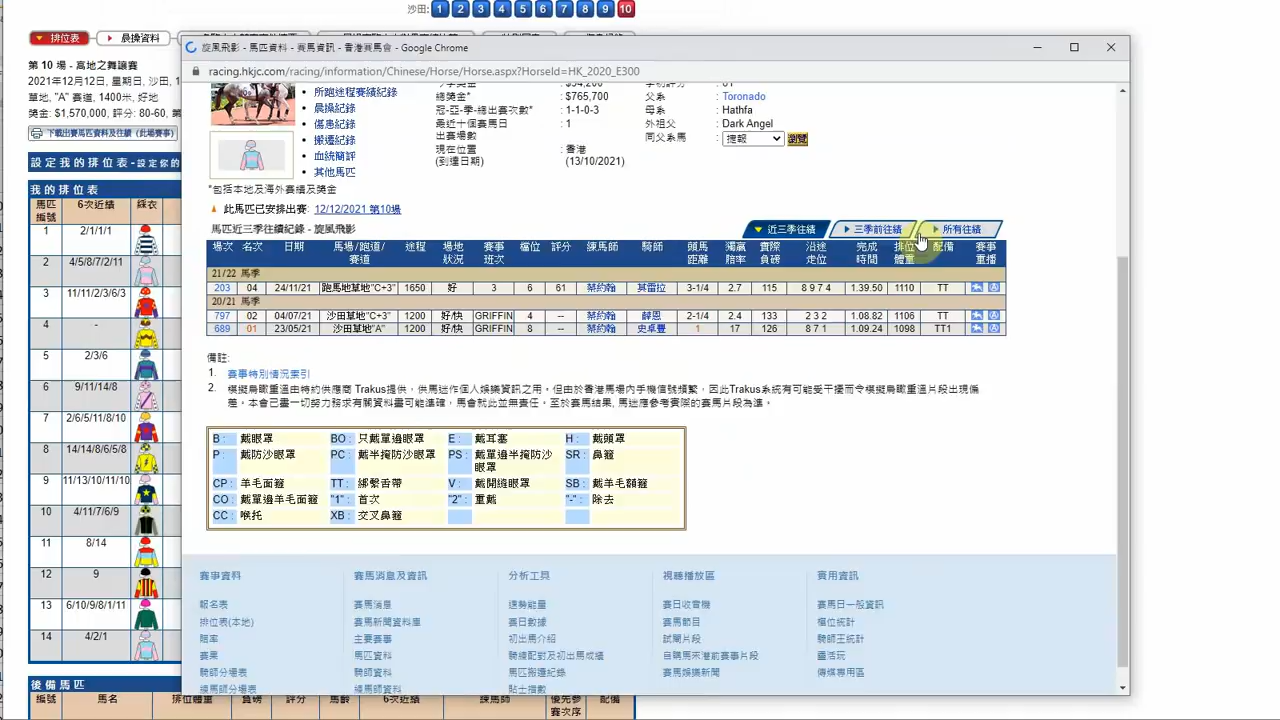 沙田: 1 2 3 4 5 6 7 8 9 10
排位表 晨操資料
旋風飛影 - 馬匹資料 - 賽馬資訊 - 香港賽馬會 - Google Chrome
racing.hkjc.com/racing/information/Chinese/Horse/Horse.aspx?HorseId=HK_2020_E300
第 10 場 - 高地之舞讓賽
2021年12月12日, 星期日, 沙田, 1
草地, "A" 賽道, 1400米, 好地
獎金: $1,570,000, 評分: 80-60, 第
下載出賽馬匹資料及往績 (此場賽事)
設定我的排位表-設定你的
我的排位表
馬匹編號 6次近績 綵衣
1 2/1/1/1
2 4/5/8/7/2/11
3 11/11/2/3/6/3
4 -
5 2/3/6
6 9/11/14/8
7 2/6/5/11/8/10
8 14/14/8/6/5/8
9 11/13/10/11/10
10 4/11/7/6/9
11 8/14
12 9
13 6/10/9/8/1/11
14 4/2/1
後備馬匹
編號 馬名 排位體重 負磅 評分 馬齡 6次近績 練馬師 優先參賽次序 配備
所跑途程賽績紀錄
晨操紀錄
傷患紀錄
搬遷紀錄
血統簡評
其他馬匹
總獎金* : $765,700
冠-亞-季-總出賽次數* : 1-1-0-3
最近十個賽馬日 : 1
出賽場數
現在位置 : 香港
(到達日期) (13/10/2021)
父系 : Toronado
母系 : Hathfa
外祖父 : Dark Angel
同父系馬 : 捷報 瀏覽
*包括本地及海外賽績及獎金
此馬匹已安排出賽: 12/12/2021 第10場
馬匹近三季往績紀錄 - 旋風飛影
近三季往績 三季前往績 所有往績
場次 名次 日期 馬場/跑道/賽道 途程 場地狀況 賽事班次 檔位 評分 練馬師 騎師 頭馬距離 獨贏賠率 實際負磅 沿途走位 完成時間 排位體重 配備 賽事重播
21/22 馬季
203 04 24/11/21 跑馬地草地"C+3" 1650 好 3 6 61 蔡約翰 莫雷拉 3-1/4 2.7 115 8 9 7 4 1.39.50 1110 TT
20/21 馬季
797 02 04/07/21 沙田草地"C+3" 1200 好/快 GRIFFIN 4 -- 蔡約翰 薛恩 2-1/4 2.4 133 2 3 2 1.08.82 1106 TT
689 01 23/05/21 沙田草地"A" 1200 好/快 GRIFFIN 8 -- 蔡約翰 史卓豐 1 17 126 8 7 1 1.09.24 1098 TT1
備註:
1. 賽事特別情況索引
2. 模擬鳥瞰重溫由特約供應商 Trakus提供，供馬迷作個人娛樂資訊之用。但由於香港馬場內手機信號頻繁，因此Trakus系統有可能受干擾而令模擬鳥瞰重溫片段出現偏
差。本會已盡一切努力務求有關資料盡可能準確，馬會就此並無責任。至於賽馬結果, 馬迷應參考實際的賽馬片段為準。
B : 戴眼罩 BO : 只戴單邊眼罩 E : 戴耳塞 H : 戴頭罩
P : 戴防沙眼罩 PC : 戴半掩防沙眼罩 PS : 戴單邊半掩防沙眼罩 SR : 鼻箍
CP : 羊毛面箍 TT : 綁繫舌帶 V : 戴開縫眼罩 SB : 戴羊毛額箍
CO : 戴單邊羊毛面箍 "1" : 首次 "2" : 重戴 "-" : 除去
CC : 喉托 XB : 交叉鼻箍
賽事資料 賽馬消息及資訊 分析工具 視聽播放區 實用資訊
報名表 賽馬消息 速勢能量 賽日收音機 賽馬日一般資訊
排位表(本地) 賽馬新聞資料庫 賽日數據 賽馬節目 檔位統計
賠率 主要賽事 初出馬介紹 試閘片段 騎師王統計
賽果 馬匹資料 騎練配對及初出馬成績 自購馬來港前賽事片段 靈活玩
騎師分場表 騎師資料 馬匹搬遷紀錄 賽馬娛樂新聞 傳媒專用區
練馬師分場表 練馬師資料 貼士指數